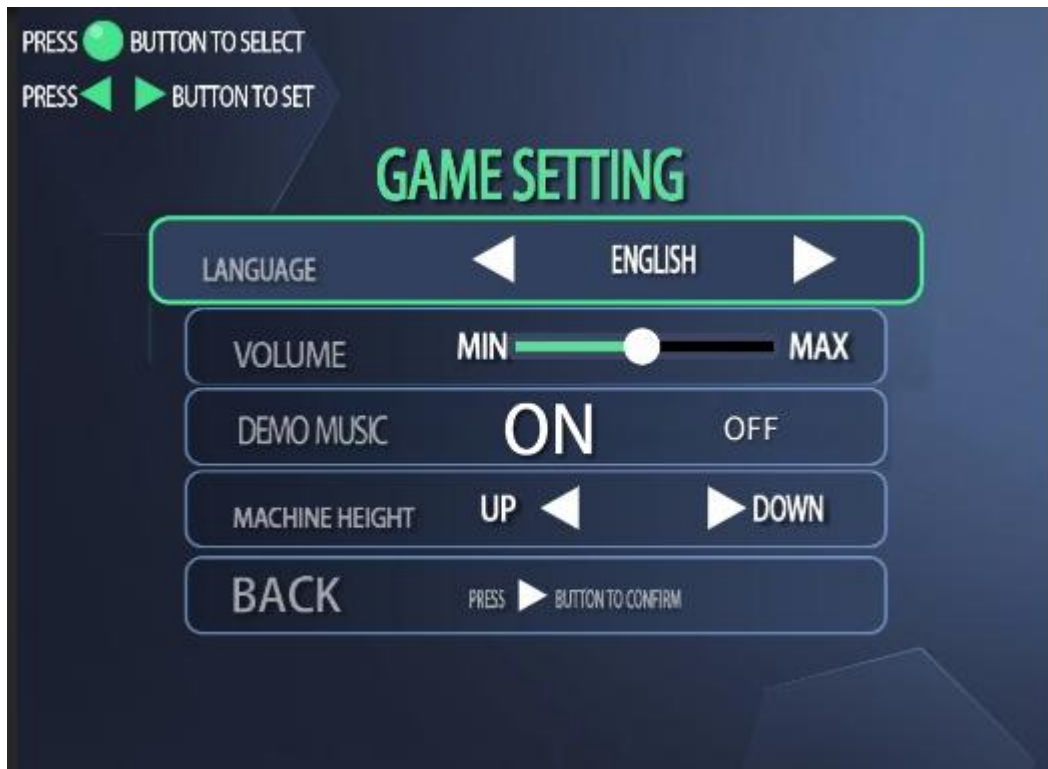 PRESS BUTTON TO SELECT
PRESS BUTTON TO SET
GAME SETTING
LANGUAGE ENGLISH
VOLUME MIN MAX
DEMO MUSIC ON OFF
MACHINE HEIGHT UP DOWN
BACK PRESS BUTTON TO CONFIRM